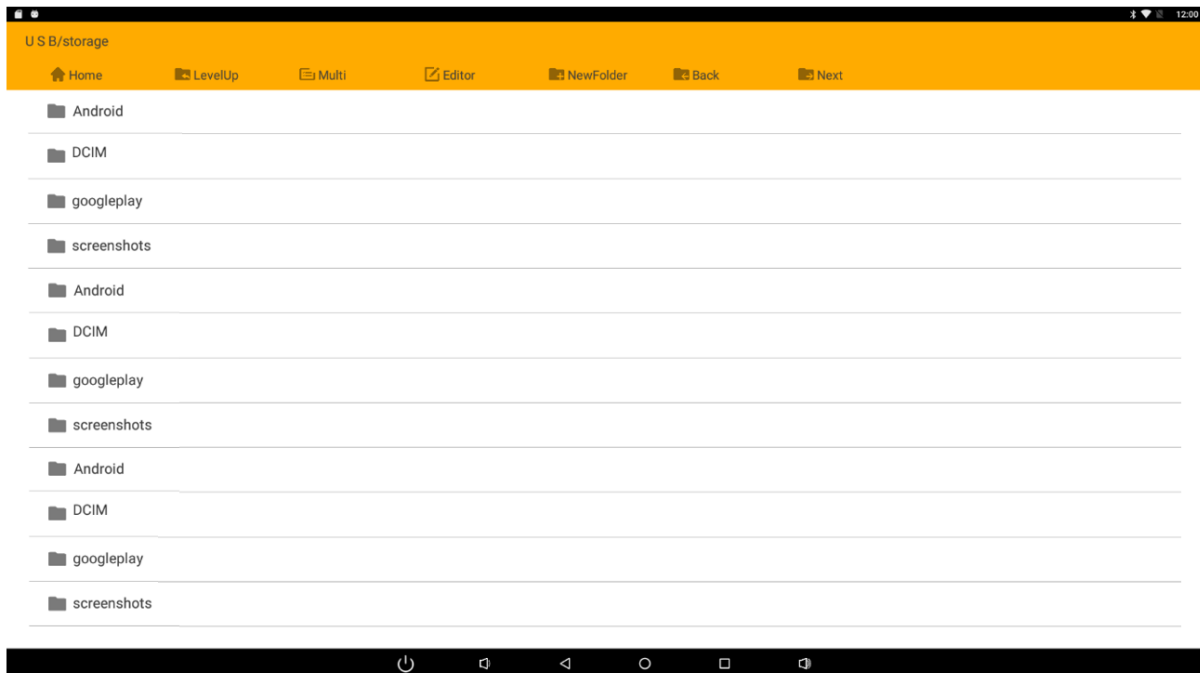 12:00
U S B/storage
Home LevelUp Multi Editor NewFolder Back Next
Android
DCIM
googleplay
screenshots
Android
DCIM
googleplay
screenshots
Android
DCIM
googleplay
screenshots